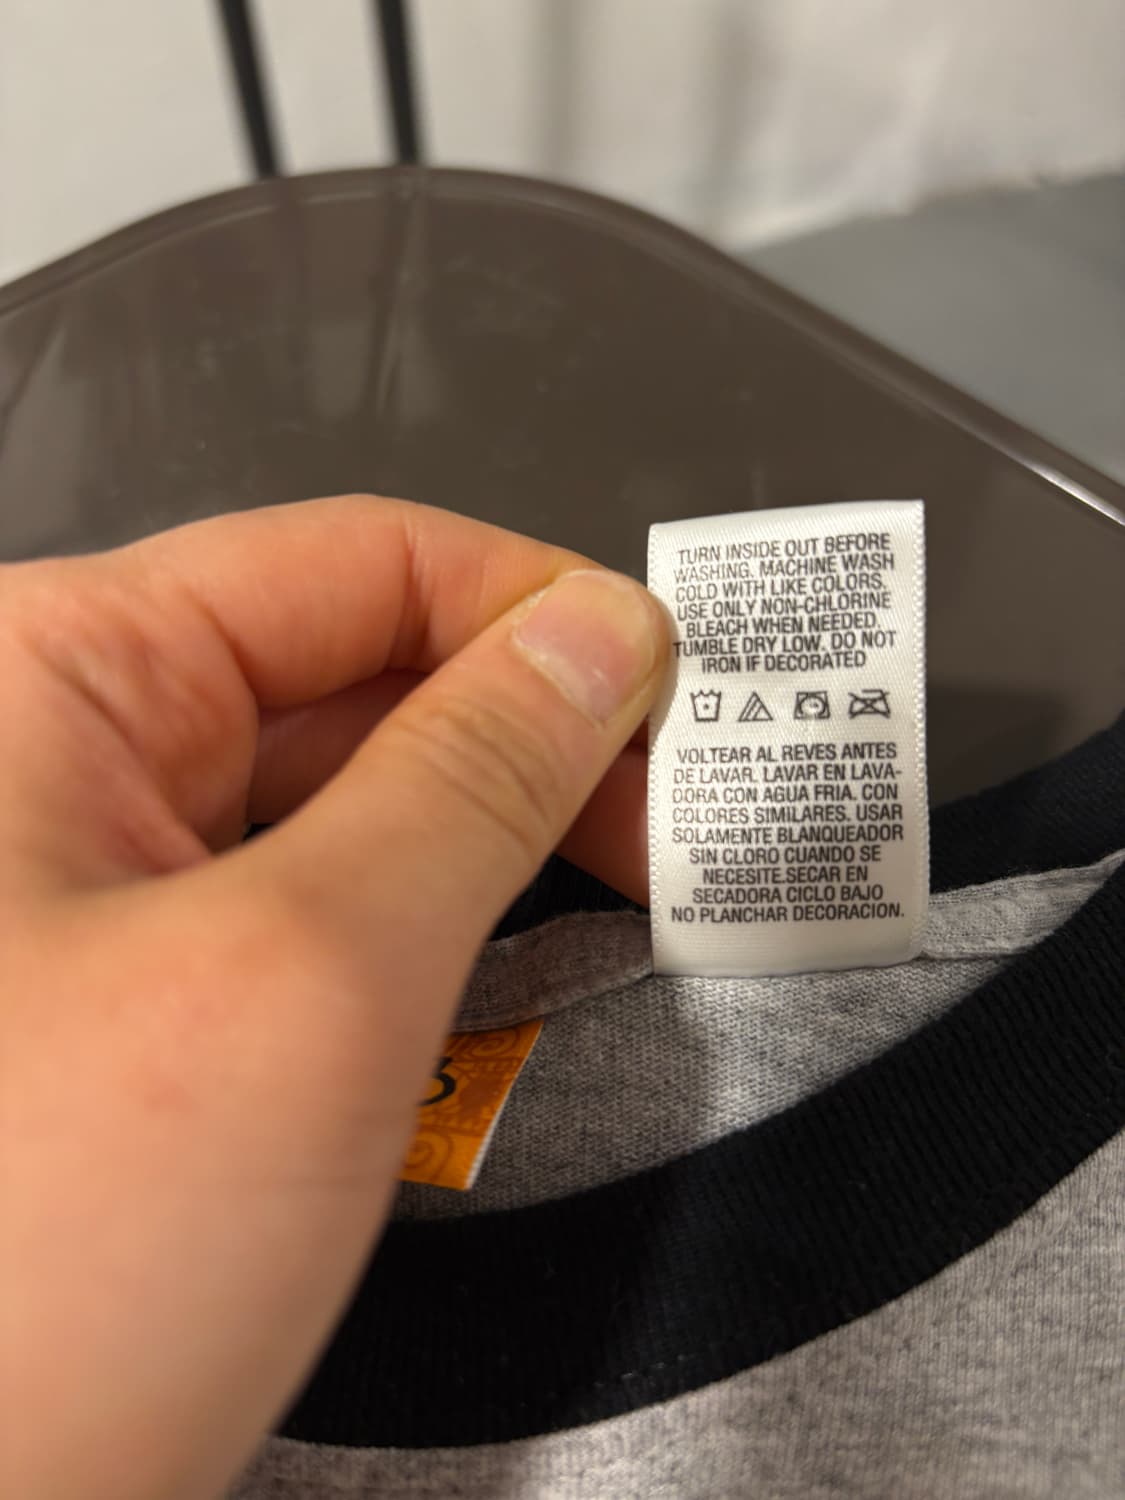 TURN INSIDE OUT BEFORE
WASHING. MACHINE WASH
COLD WITH LIKE COLORS.
USE ONLY NON-CHLORINE
BLEACH WHEN NEEDED.
TUMBLE DRY LOW. DO NOT
IRON IF DECORATED
VOLTEAR AL REVES ANTES
DE LAVAR. LAVAR EN LAVA-
DORA CON AGUA FRIA. CON
COLORES SIMILARES. USAR
SOLAMENTE BLANQUEADOR
SIN CLORO CUANDO SE
NECESITE.SECAR EN
SECADORA CICLO BAJO
NO PLANCHAR DECORACION.